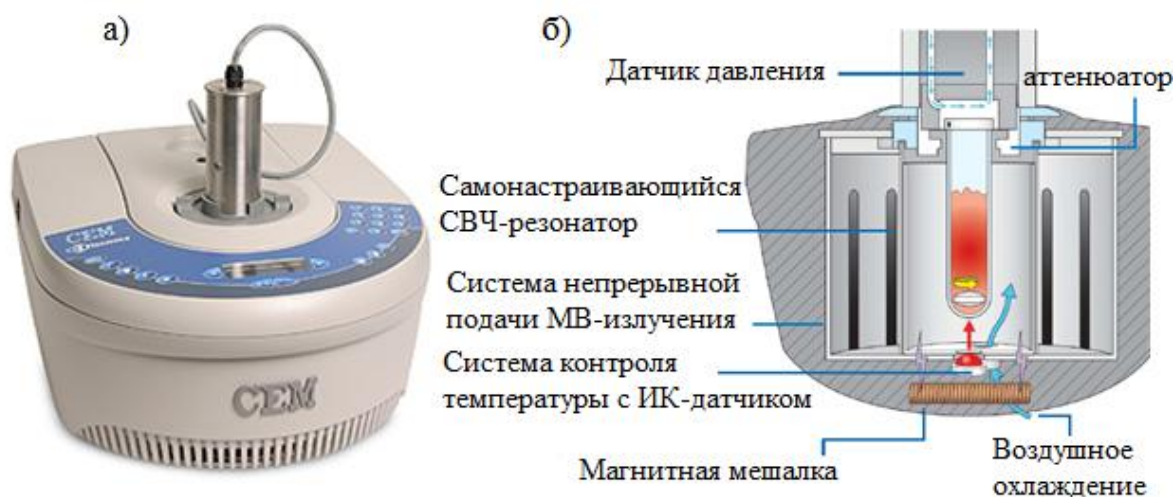 а)
CEM
Discover
CEM
б)
Датчик давления
аттенюатор
Самонастраивающийся
СВЧ-резонатор
Система непрерывной
подачи МВ-излучения
Система контроля
температуры с ИК-датчиком
Магнитная мешалка
Воздушное
охлаждение